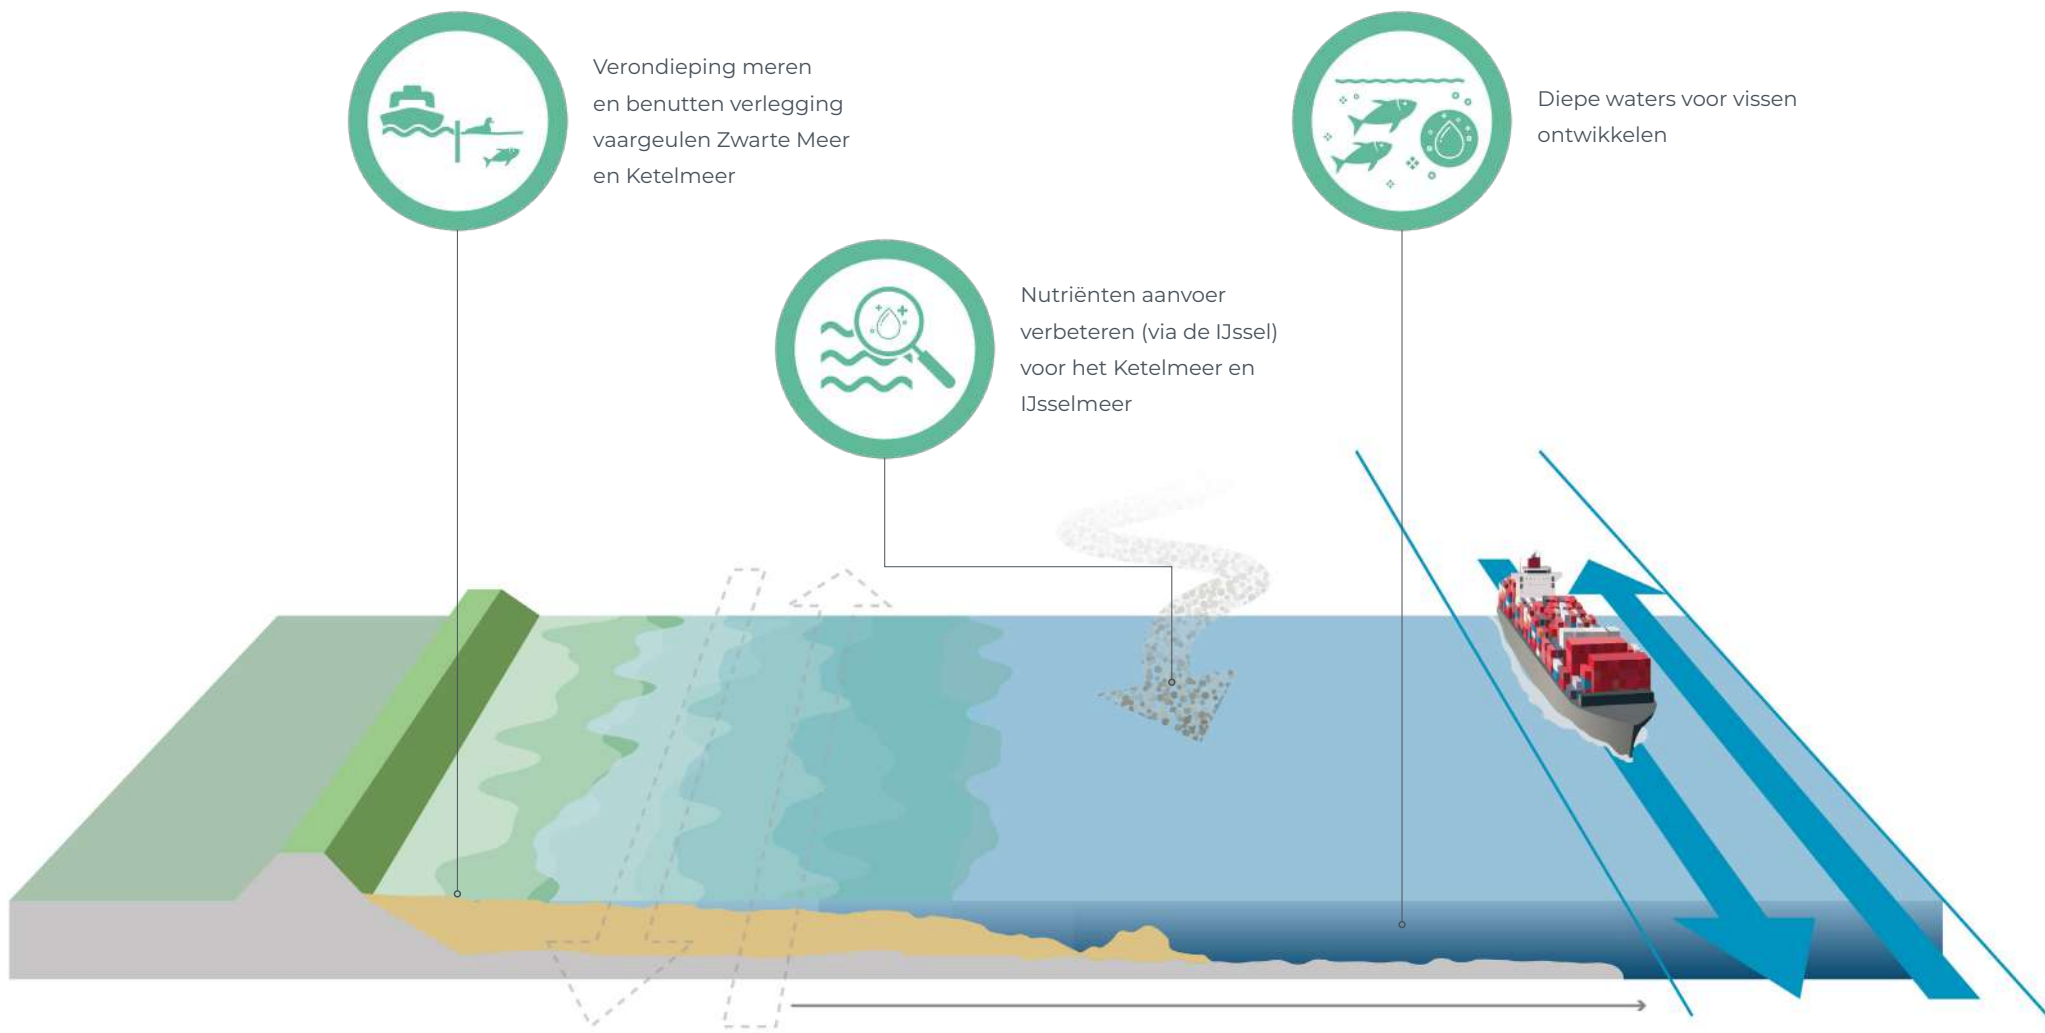 Verondieping meren
en benutten verlegging
vaargeulen Zwarte Meer
en Ketelmeer
Diepe waters voor vissen
ontwikkelen
Nutriënten aanvoer
verbeteren (via de IJssel)
voor het Ketelmeer en
IJsselmeer